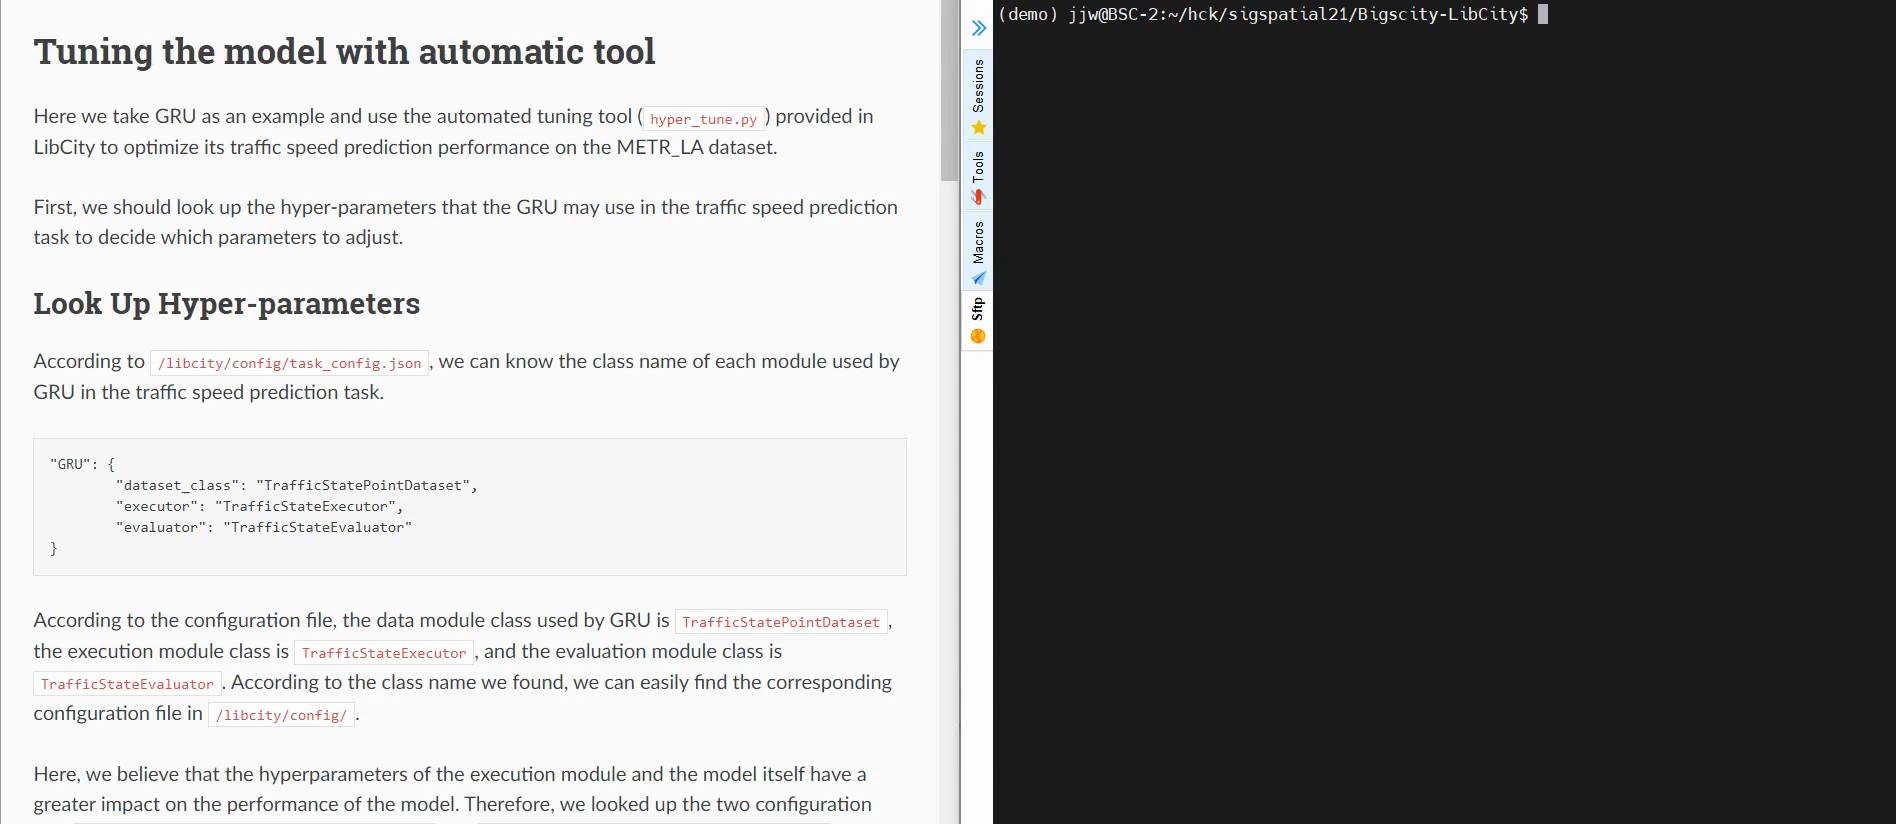 Tuning the model with automatic tool
Here we take GRU as an example and use the automated tuning tool ( hyper_tune.py ) provided in
LibCity to optimize its traffic speed prediction performance on the METR_LA dataset.
First, we should look up the hyper-parameters that the GRU may use in the traffic speed prediction
task to decide which parameters to adjust.
Look Up Hyper-parameters
According to /libcity/config/task_config.json , we can know the class name of each module used by
GRU in the traffic speed prediction task.
"GRU": {
"dataset_class": "TrafficStatePointDataset",
"executor": "TrafficStateExecutor",
"evaluator": "TrafficStateEvaluator"
}
According to the configuration file, the data module class used by GRU is TrafficStatePointDataset ,
the execution module class is TrafficStateExecutor , and the evaluation module class is
TrafficStateEvaluator . According to the class name we found, we can easily find the corresponding
configuration file in /libcity/config/ .
Here, we believe that the hyperparameters of the execution module and the model itself have a
greater impact on the performance of the model. Therefore, we looked up the two configuration
Sessions
Tools
Macros
Sftp
(demo) jjw@BSC-2:~/hck/sigspatial21/Bigscity-LibCity$